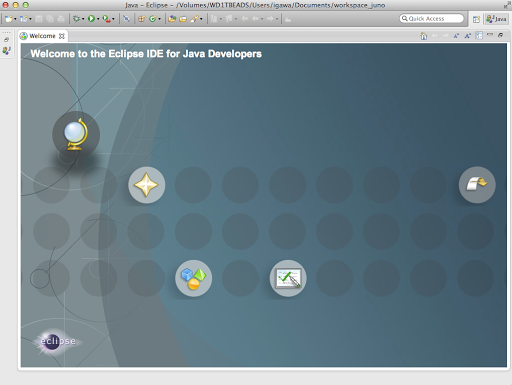 Java – Eclipse – /Volumes/WD1TBEADS/Users/igawa/Documents/workspace_juno
Quick Access
Java
Welcome
Welcome to the Eclipse IDE for Java Developers
eclipse